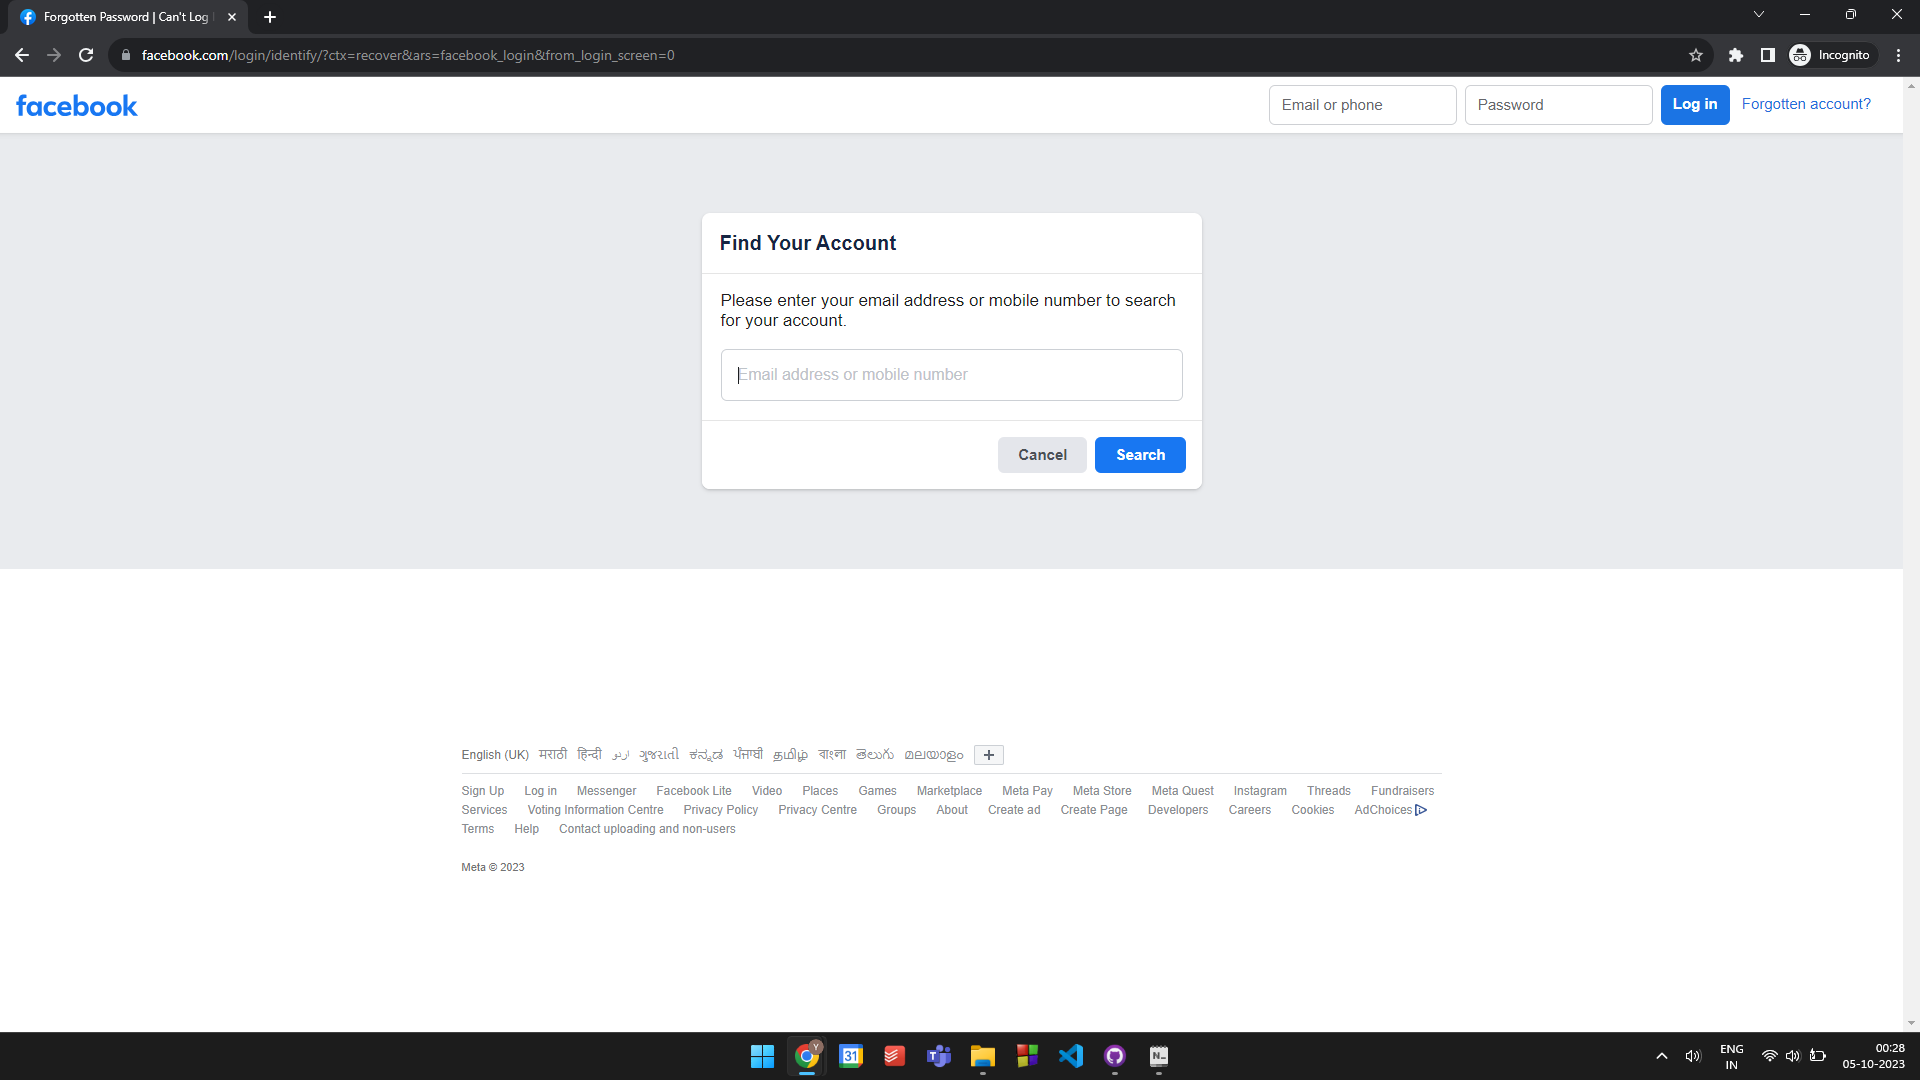 Forgotten Password | Can't Log
facebook.com/login/identify/?ctx=recover&ars=facebook_login&from_login_screen=0
Incognito
facebook
Email or phone
Password
Log in
Forgotten account?
Find Your Account
Please enter your email address or mobile number to search
for your account.
Email address or mobile number
Cancel
Search
English (UK) मराठी हिन्दी اردو ગુજરાતી ಕನ್ನಡ ਪੰਜਾਬੀ தமிழ் বাংলা తెలుగు മലയാളം
Sign Up Log in Messenger Facebook Lite Video Places Games Marketplace Meta Pay Meta Store Meta Quest Instagram Threads Fundraisers
Services Voting Information Centre Privacy Policy Privacy Centre Groups About Create ad Create Page Developers Careers Cookies AdChoices
Terms Help Contact uploading and non-users
Meta © 2023
Y
31
T
N
ENG
IN
00:28
05-10-2023